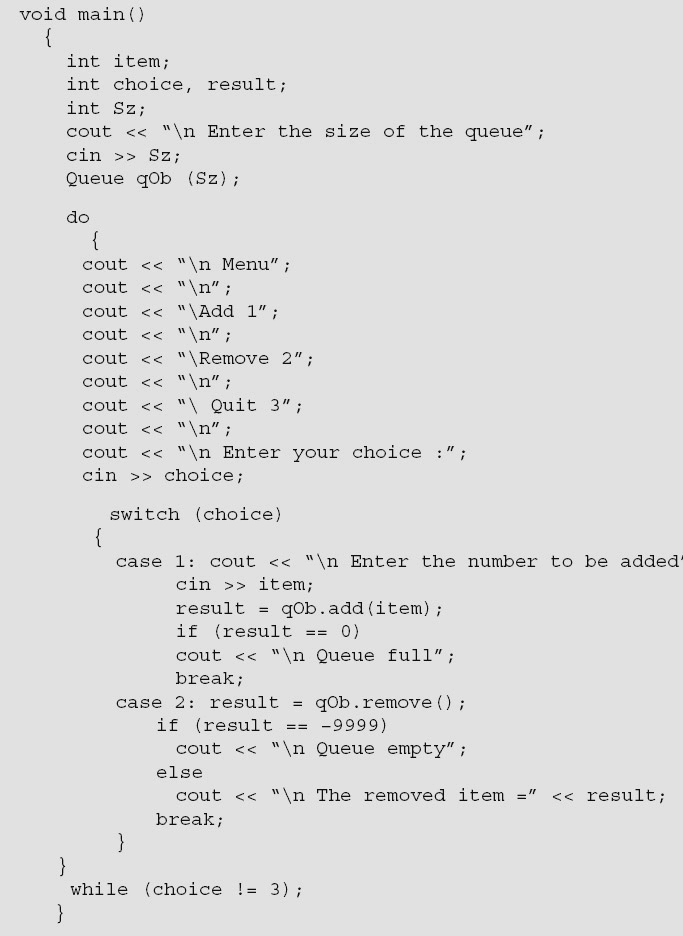 void main()
{
int item;
int choice, result;
int Sz;
cout << “\n Enter the size of the queue”;
cin >> Sz;
Queue qOb (Sz);
do
{
cout << “\n Menu”;
cout << “\n”;
cout << “\Add 1”;
cout << “\n”;
cout << “\Remove 2”;
cout << “\n”;
cout << “\ Quit 3”;
cout << “\n”;
cout << “\n Enter your choice :”;
cin >> choice;
switch (choice)
{
case 1: cout << “\n Enter the number to be added”
cin >> item;
result = qOb.add(item);
if (result == 0)
cout << “\n Queue full”;
break;
case 2: result = qOb.remove();
if (result == -9999)
cout << “\n Queue empty”;
else
cout << “\n The removed item =” << result;
break;
}
}
while (choice != 3);
}